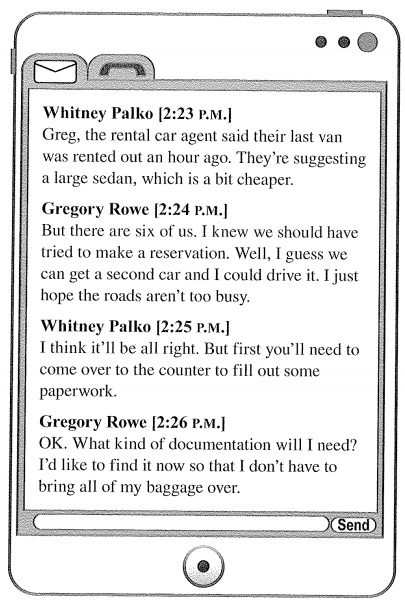 Whitney Palko [2:23 P.M.]
Greg, the rental car agent said their last van
was rented out an hour ago. They're suggesting
a large sedan, which is a bit cheaper.
Gregory Rowe [2:24 P.M.]
But there are six of us. I knew we should have
tried to make a reservation. Well, I guess we
can get a second car and I could drive it. I just
hope the roads aren't too busy.
Whitney Palko [2:25 P.M.]
I think it'll be all right. But first you'll need to
come over to the counter to fill out some
paperwork.
Gregory Rowe [2:26 P.M.]
OK. What kind of documentation will I need?
I'd like to find it now so that I don't have to
bring all of my baggage over.
Send